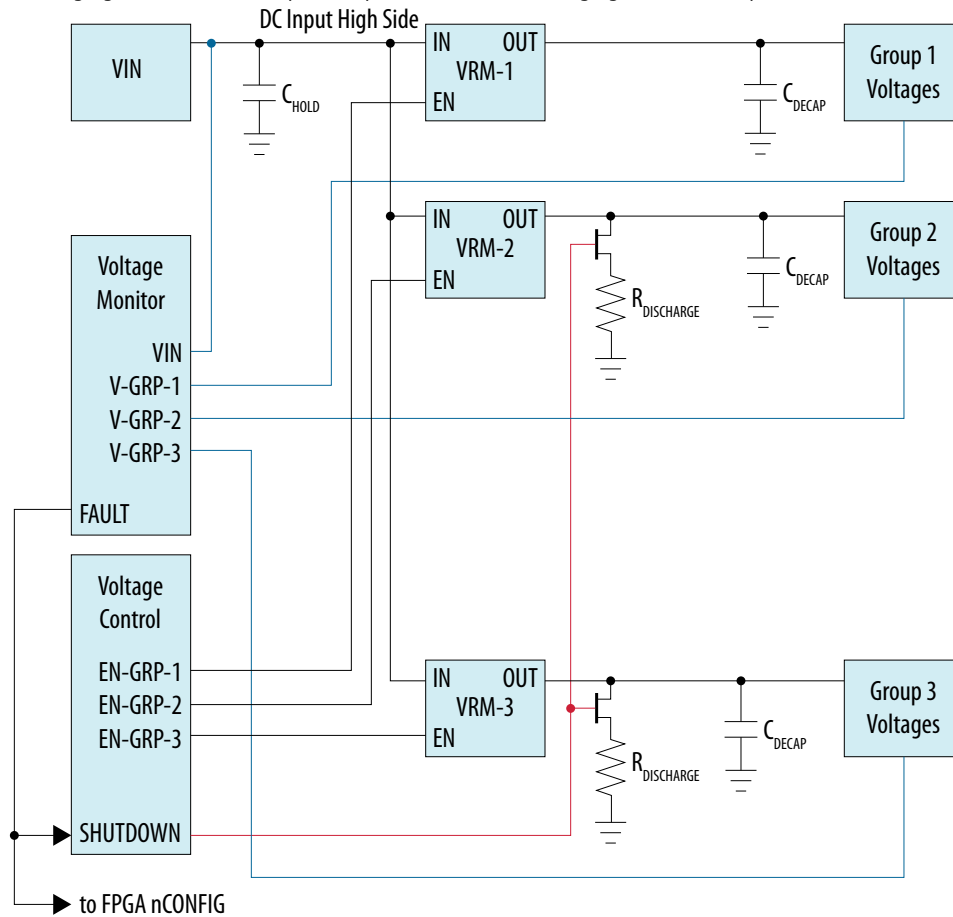 DC Input High Side
VIN
C HOLD
IN OUT
VRM-1
EN
C DECAP
Group 1
Voltages
IN OUT
VRM-2
EN
R DISCHARGE
C DECAP
Group 2
Voltages
Voltage
Monitor
VIN
V-GRP-1
V-GRP-2
V-GRP-3
FAULT
Voltage
Control
EN-GRP-1
EN-GRP-2
EN-GRP-3
SHUTDOWN
IN OUT
VRM-3
EN
R DISCHARGE
C DECAP
Group 3
Voltages
to FPGA nCONFIG